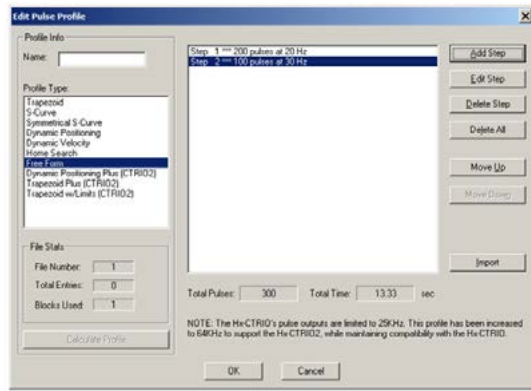 Edit Pulse Profile
Profile Info
Name:
Profile Type:
Trapezoid
S-Curve
Symmetrical S-Curve
Dynamic Positioning
Dynamic Velocity
Home Search
Free Form
Dynamic Positioning Plus (CTRIO2)
Trapezoid Plus (CTRIO2)
Trapezoid w/Limits (CTRIO2)
File Stats
File Number: 1
Total Entries: 0
Blocks Used: 1
Calculate Profile
Step 1 *** 200 pulses at 20 Hz
Step 2 *** 100 pulses at 30 Hz
Total Pulses: 300 Total Time: 13.33 sec
NOTE: The Hx-CTRIO's pulse outputs are limited to 25KHz. This profile has been increased
to 64KHz to support the Hx-CTRIO2, while maintaining compatibility with the Hx-CTRIO.
Add Step
Edit Step
Delete Step
Delete All
Move Up
Move Down
Import
OK
Cancel